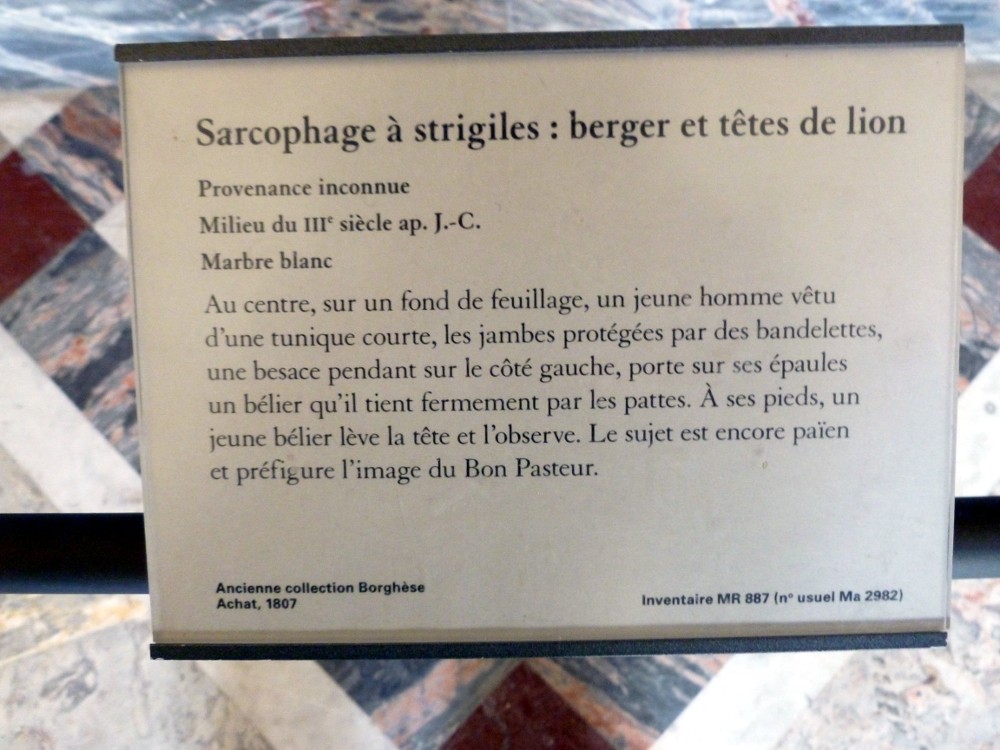 Sarcophage à strigiles : berger et têtes de lion
Provenance inconnue
Milieu du IIIᵉ siècle ap. J.-C.
Marbre blanc
Au centre, sur un fond de feuillage, un jeune homme vêtu
d'une tunique courte, les jambes protégées par des bandelettes,
une besace pendant sur le côté gauche, porte sur ses épaules
un bélier qu'il tient fermement par les pattes. À ses pieds, un
jeune bélier lève la tête et l'observe. Le sujet est encore païen
et préfigure l'image du Bon Pasteur.
Ancienne collection Borghèse
Achat, 1807
Inventaire MR 887 (n° usuel Ma 2982)